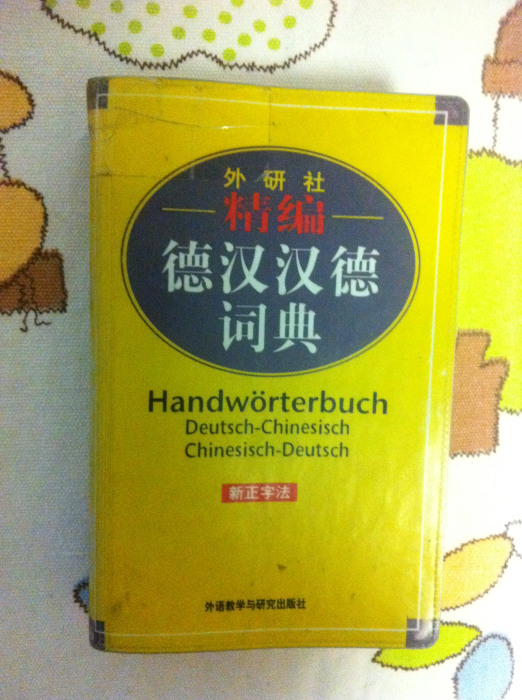 外研社
精编
德汉汉德
词典
Handwörterbuch
Deutsch-Chinesisch
Chinesisch-Deutsch
新正字法
外语教学与研究出版社